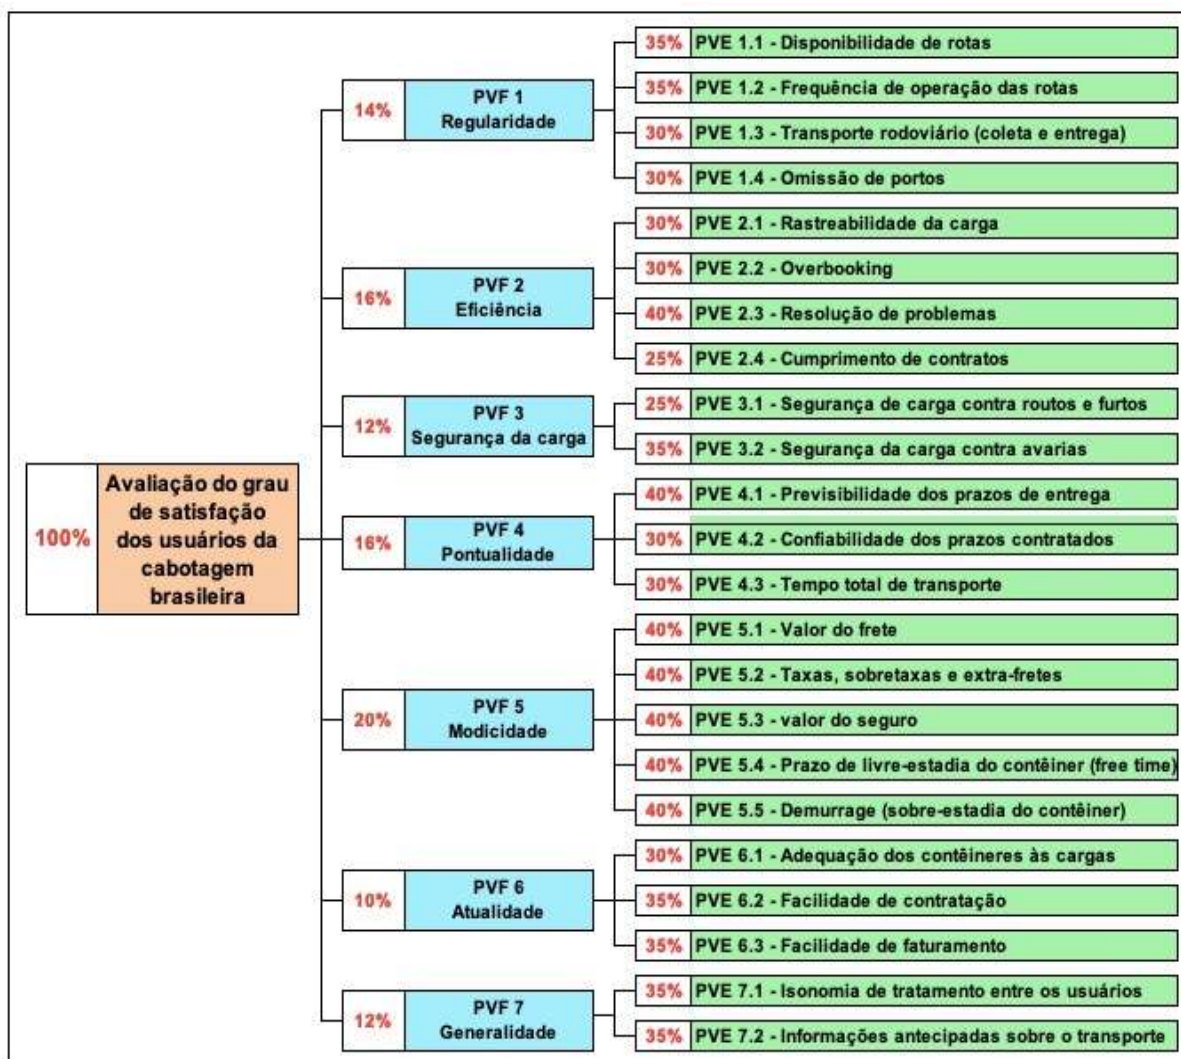 35% PVE 1.1 - Disponibilidade de rotas
PVF 1
14%
Regularidade
35% PVE 1.2 - Frequência de operação das rotas
30% PVE 1.3 - Transporte rodoviário (coleta e entrega)
30% PVE 1.4 - Omissão de portos
30% PVE 2.1 - Rastreabilidade da carga
PVF 2
16%
Eficiência
30% PVE 2.2 - Overbooking
40% PVE 2.3 - Resolução de problemas
25% PVE 2.4 - Cumprimento de contratos
PVF 3
12%
Segurança da carga
25% PVE 3.1 - Segurança de carga contra routos e furtos
35% PVE 3.2 - Segurança da carga contra avarias
100%
Avaliação do grau
de satisfação
dos usuários da
cabotagem
brasileira
PVF 4
16%
Pontualidade
40% PVE 4.1 - Previsibilidade dos prazos de entrega
30% PVE 4.2 - Confiabilidade dos prazos contratados
30% PVE 4.3 - Tempo total de transporte
PVF 5
20%
Modicidade
40% PVE 5.1 - Valor do frete
40% PVE 5.2 - Taxas, sobretaxas e extra-fretes
40% PVE 5.3 - valor do seguro
40% PVE 5.4 - Prazo de livre-estadia do contêiner (free time)
40% PVE 5.5 - Demurrage (sobre-estadia do contêiner)
PVF 6
10%
Atualidade
30% PVE 6.1 - Adequação dos contêineres às cargas
35% PVE 6.2 - Facilidade de contratação
35% PVE 6.3 - Facilidade de faturamento
PVF 7
12%
Generalidade
35% PVE 7.1 - Isonomia de tratamento entre os usuários
35% PVE 7.2 - Informações antecipadas sobre o transporte